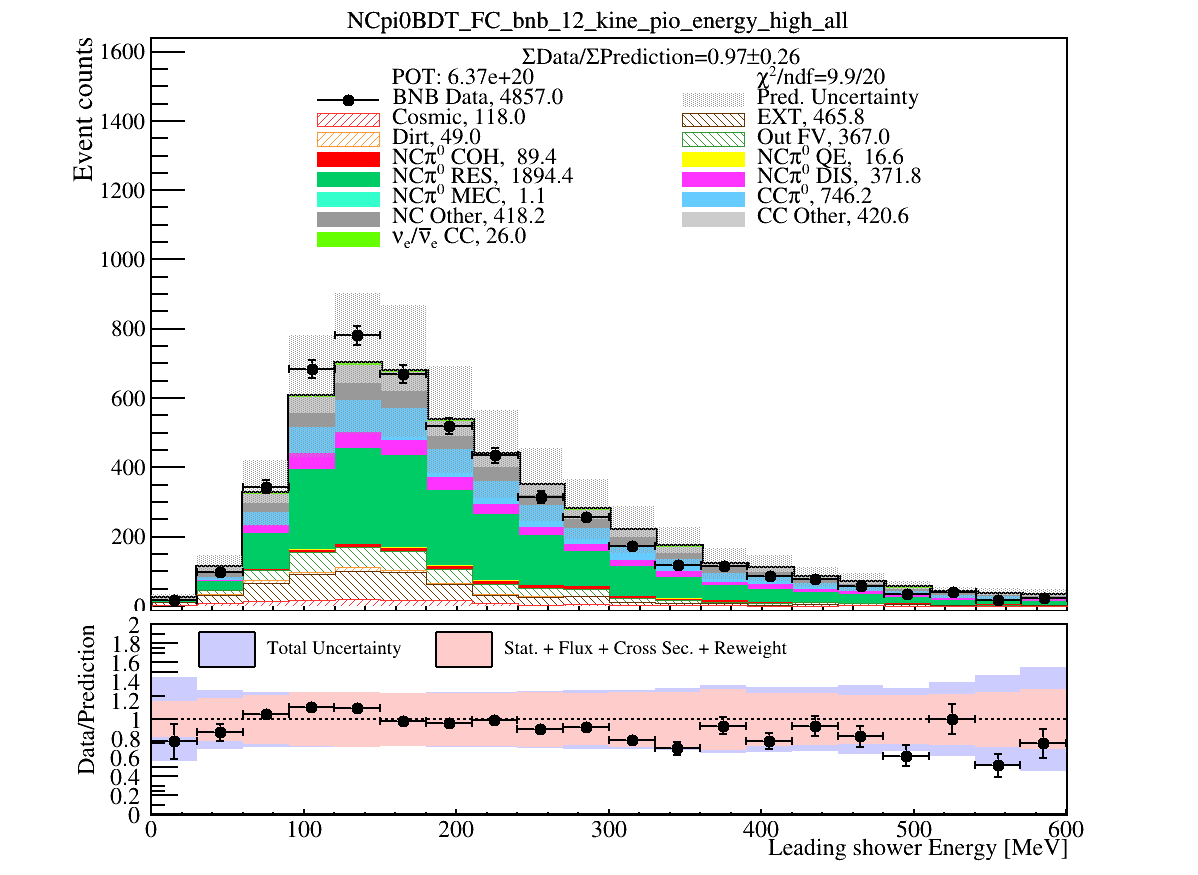 NCpi0BDT_FC_bnb_12_kine_pio_energy_high_all
ΣData/ΣPrediction=0.97±0.26
POT: 6.37e+20
χ²/ndf=9.9/20
BNB Data, 4857.0
Pred. Uncertainty
Cosmic, 118.0
EXT, 465.8
Dirt, 49.0
Out FV, 367.0
NCπ⁰ COH, 89.4
NCπ⁰ QE, 16.6
NCπ⁰ RES, 1894.4
NCπ⁰ DIS, 371.8
NCπ⁰ MEC, 1.1
CCπ⁰, 746.2
NC Other, 418.2
CC Other, 420.6
νₑ/ν̅ₑ CC, 26.0
Event counts
1600
1400
1200
1000
800
600
400
200
0
Total Uncertainty
Stat. + Flux + Cross Sec. + Reweight
Data/Prediction
2
1.8
1.6
1.4
1.2
1
0.8
0.6
0.4
0.2
0
0 100 200 300 400 500 600
Leading shower Energy [MeV]